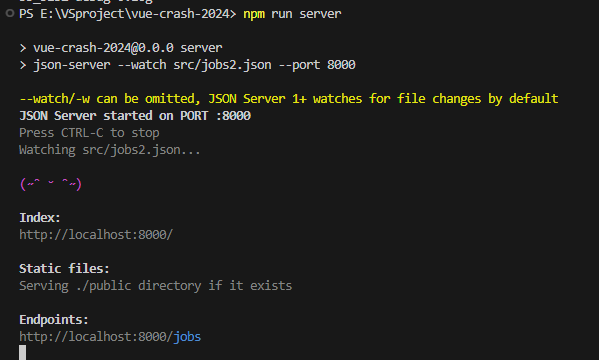 PS E:\VSproject\vue-crash-2024> npm run server
> vue-crash-2024@0.0.0 server
> json-server --watch src/jobs2.json --port 8000
--watch/-w can be omitted, JSON Server 1+ watches for file changes by default
JSON Server started on PORT :8000
Press CTRL-C to stop
Watching src/jobs2.json...
(˶ᵔ ᵕ ᵔ˶)
Index:
http://localhost:8000/
Static files:
Serving ./public directory if it exists
Endpoints:
http://localhost:8000/jobs